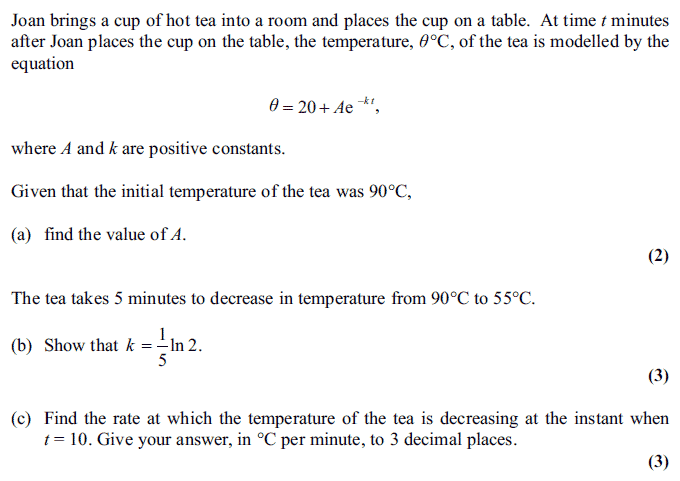 Joan brings a cup of hot tea into a room and places the cup on a table. At time t minutes
after Joan places the cup on the table, the temperature, θ°C, of the tea is modelled by the
equation
θ = 20 + Ae^{-kt},
where A and k are positive constants.
Given that the initial temperature of the tea was 90°C,
(a) find the value of A.
(2)
The tea takes 5 minutes to decrease in temperature from 90°C to 55°C.
(b) Show that k = \frac{1}{5} ln 2.
(3)
(c) Find the rate at which the temperature of the tea is decreasing at the instant when
t = 10. Give your answer, in °C per minute, to 3 decimal places.
(3)